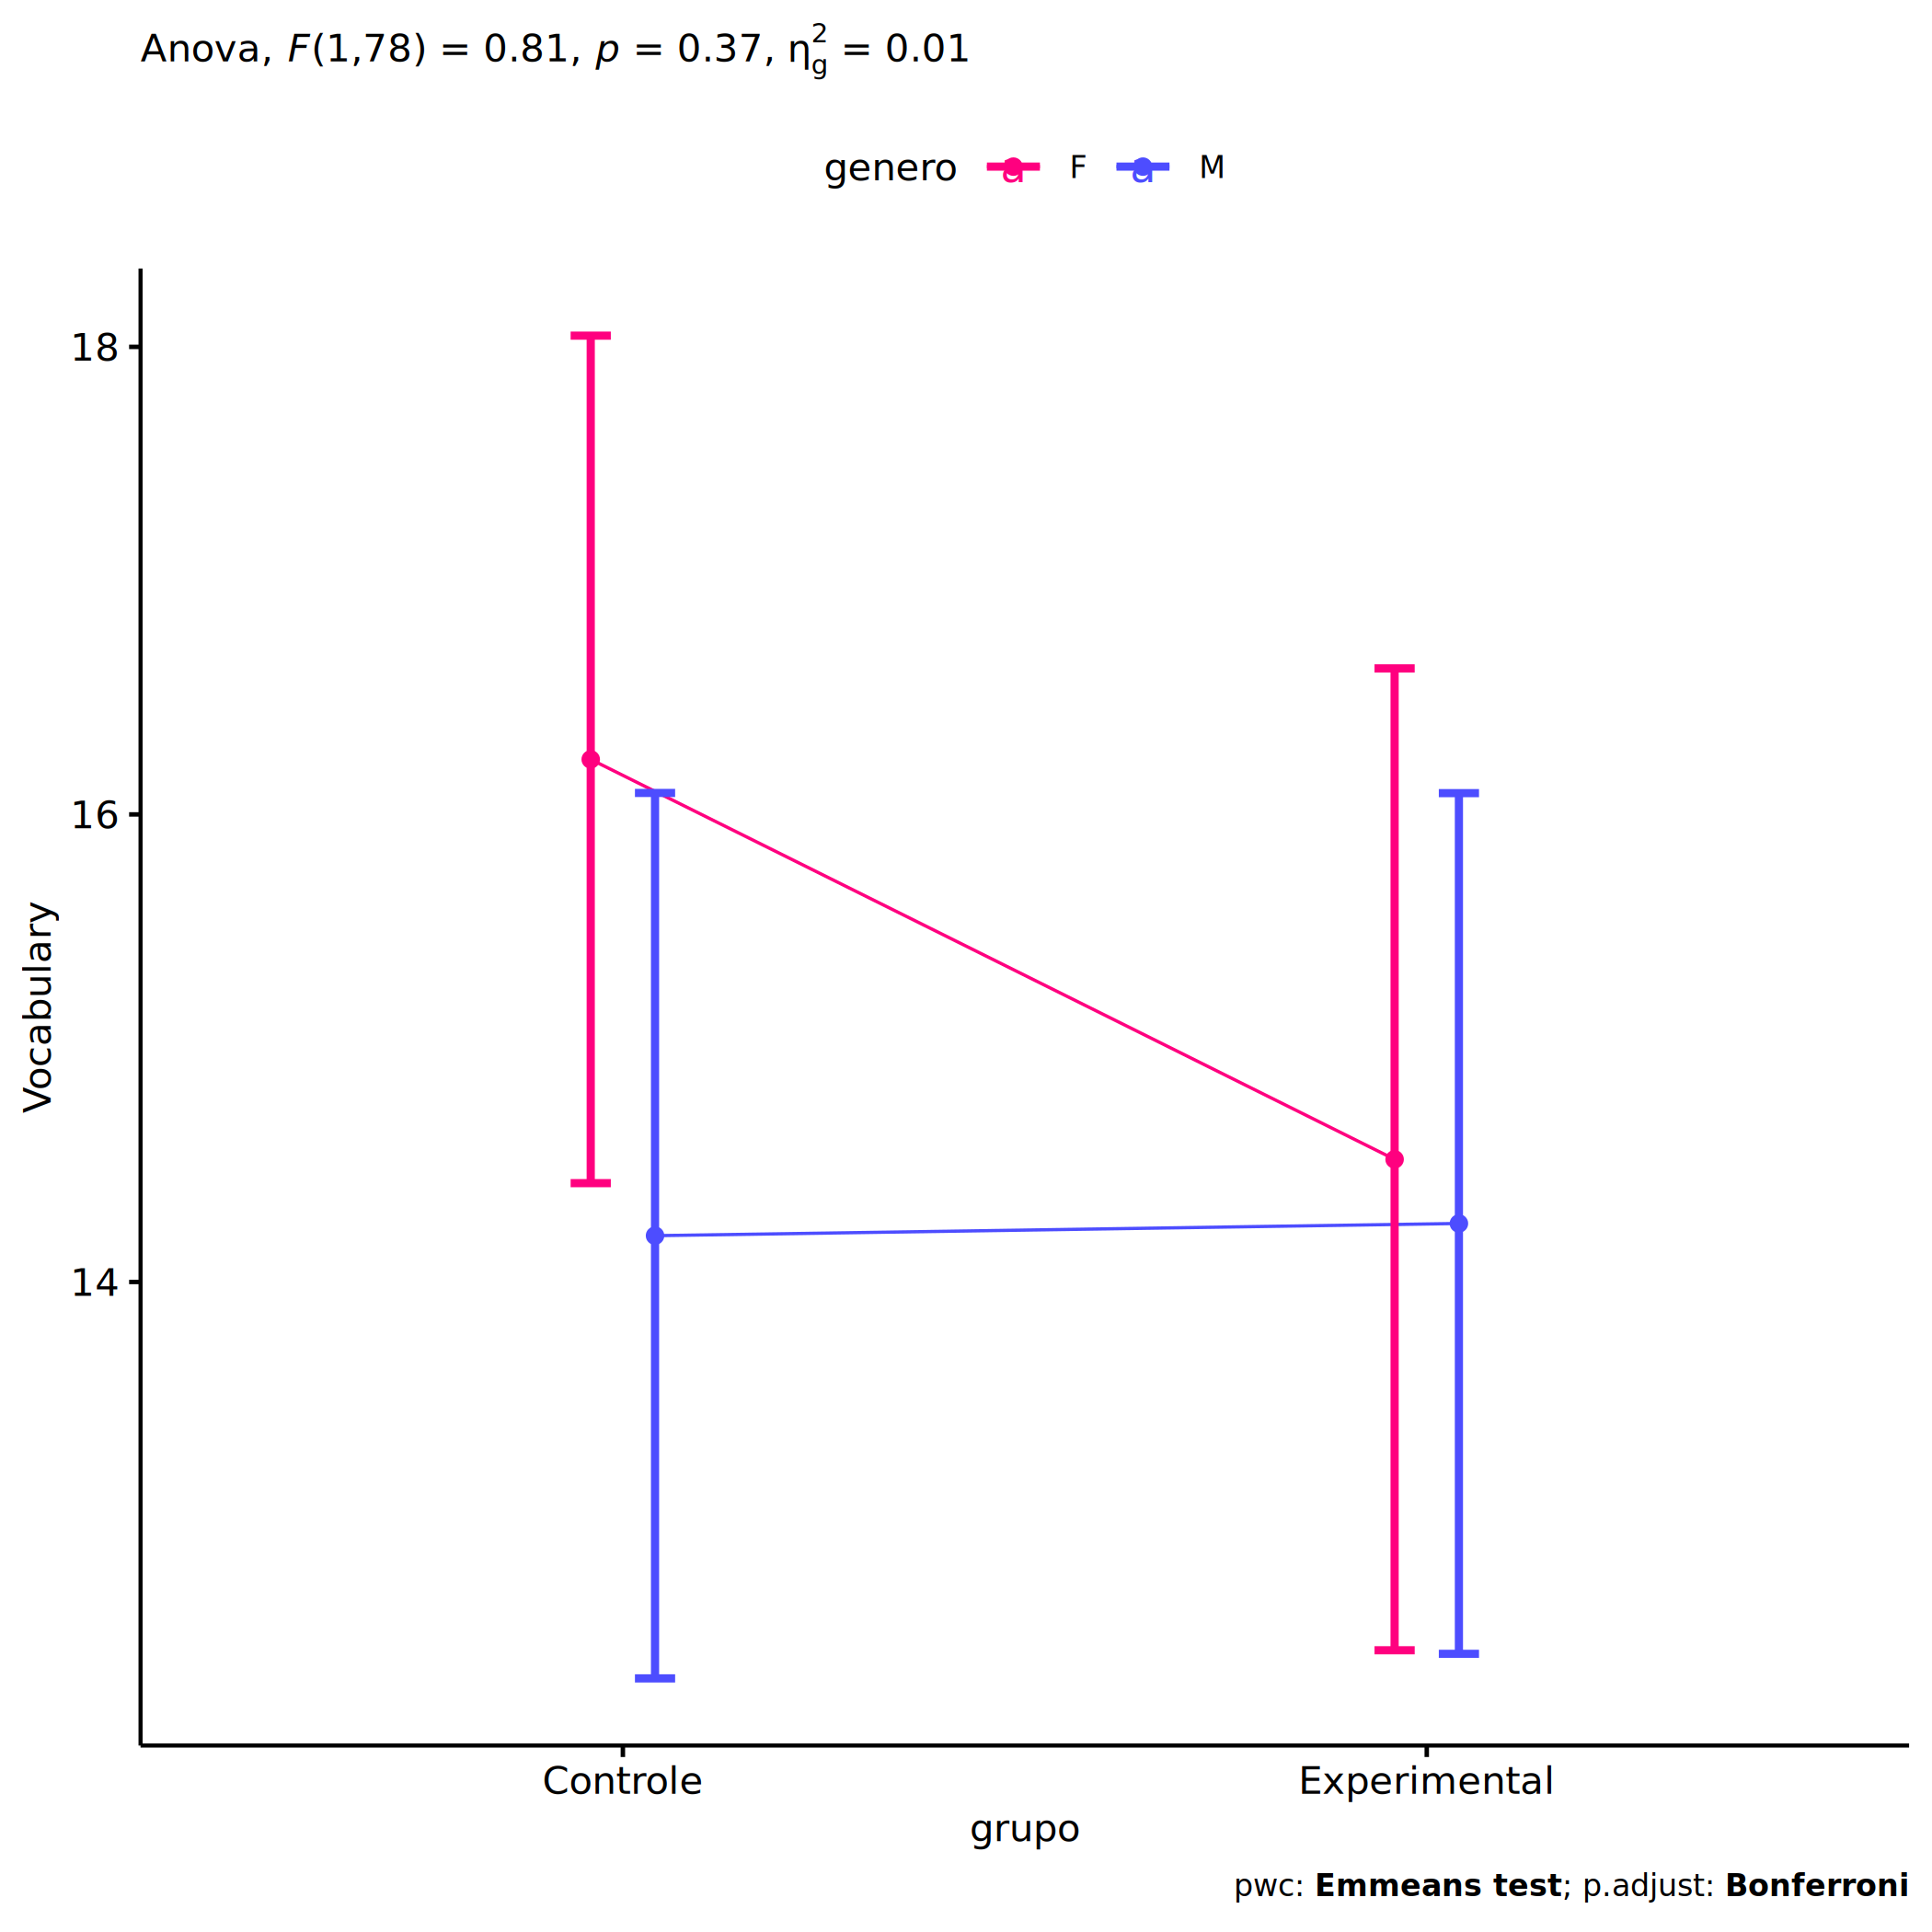 Anova, F(1,78) = 0.81, p = 0.37, η²g = 0.01
genero a F a M
18
16
14
Vocabulary
Controle Experimental
grupo
pwc: Emmeans test; p.adjust: Bonferroni